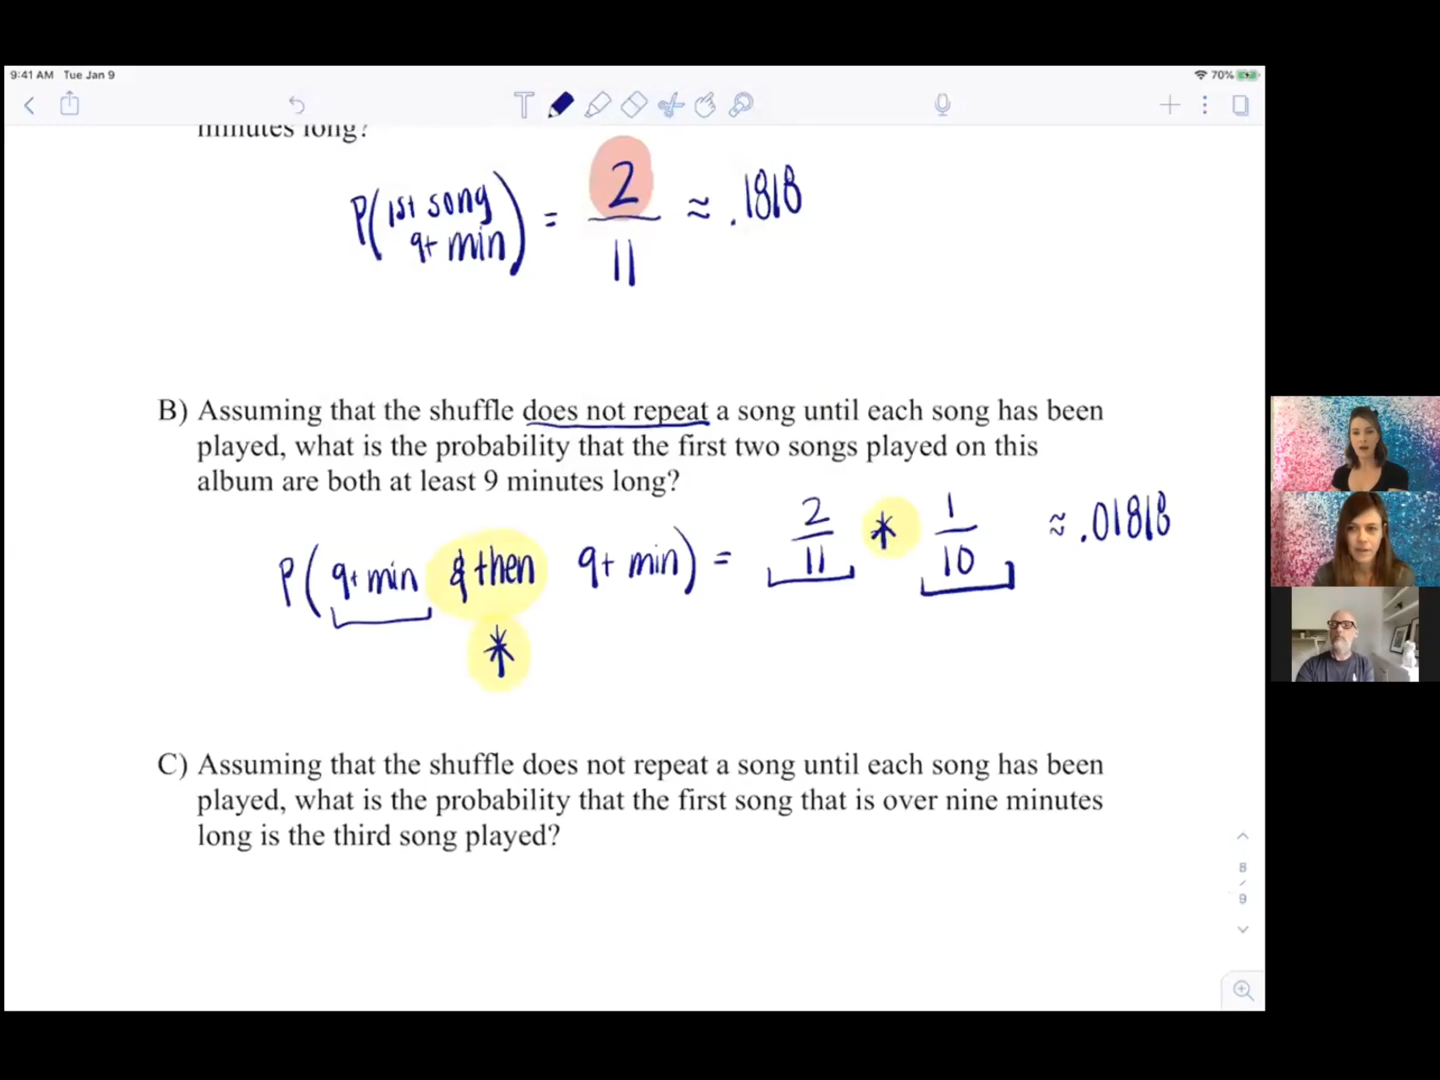 9:41 AM Tue Jan 9
70%
minutes long?
P(1st song 9+ min) = 2/11 ≈ .1818
B) Assuming that the shuffle does not repeat a song until each song has been
played, what is the probability that the first two songs played on this
album are both at least 9 minutes long?
P(9+ min & then 9+ min) = 2/11 * 1/10 ≈ .01818
*
C) Assuming that the shuffle does not repeat a song until each song has been
played, what is the probability that the first song that is over nine minutes
long is the third song played?
8
/
9